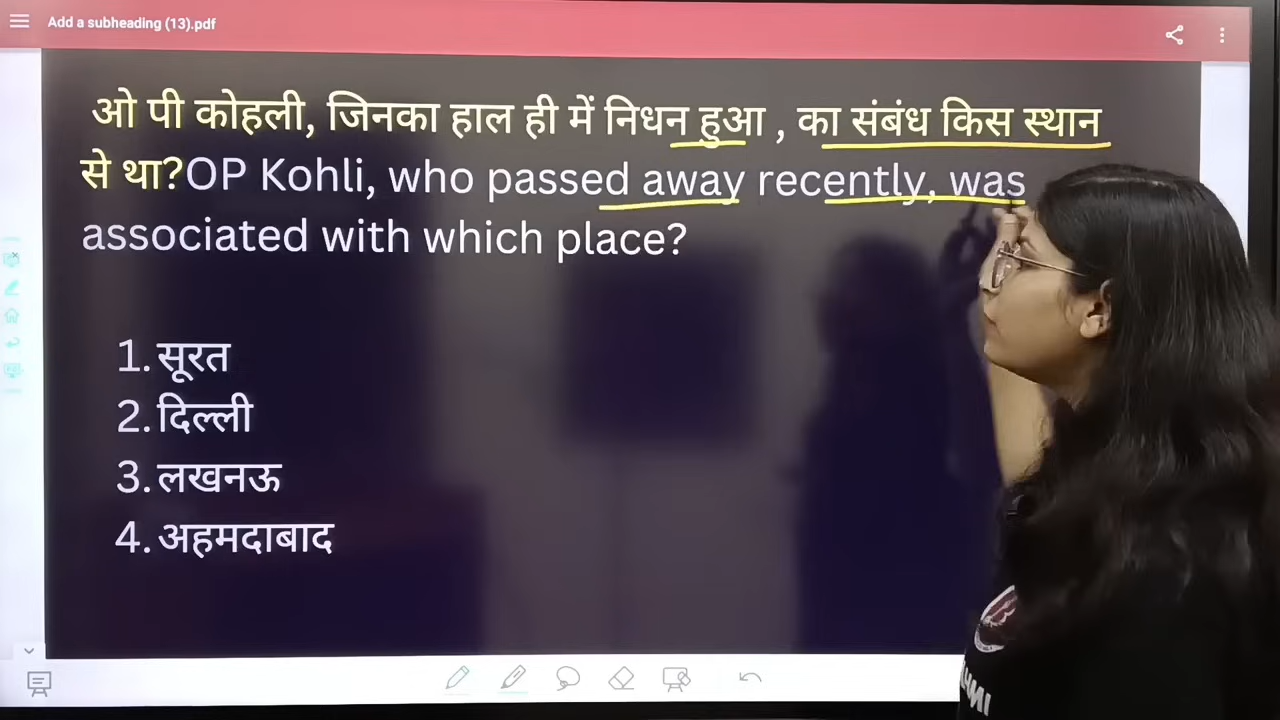 Add a subheading (13).pdf
ओ पी कोहली, जिनका हाल ही में निधन हुआ , का संबंध किस स्थान
से था?OP Kohli, who passed away recently, was
associated with which place?
1. सूरत
2. दिल्ली
3. लखनऊ
4. अहमदाबाद